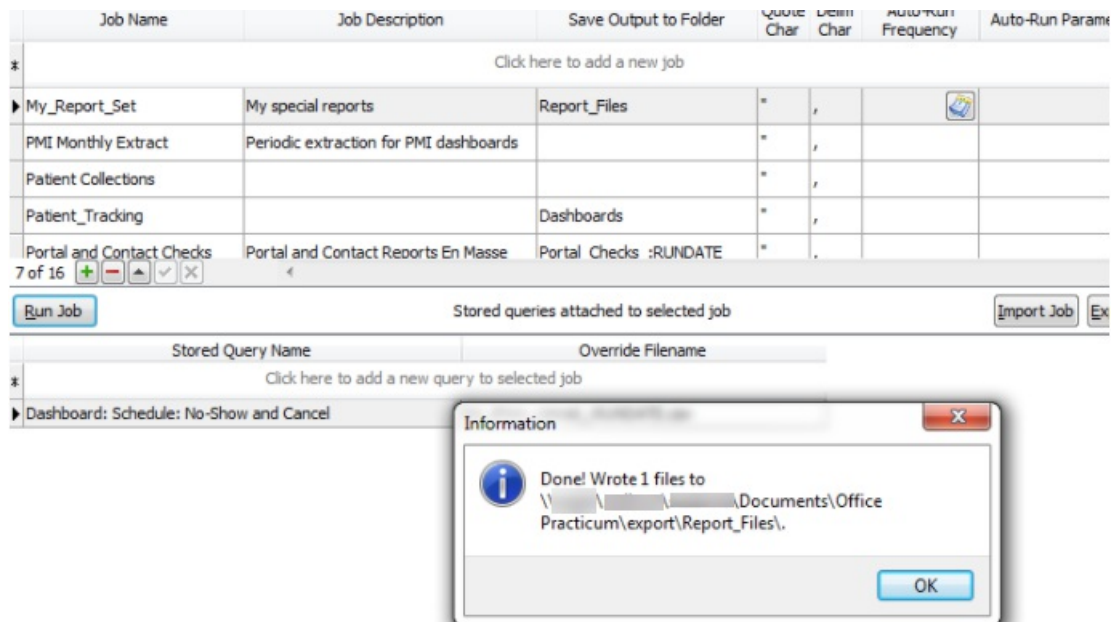 Job Name Job Description Save Output to Folder Quote Char Delim Char Auto-Run Frequency Auto-Run Parame
* Click here to add a new job
My_Report_Set My special reports Report_Files " ,
PMI Monthly Extract Periodic extraction for PMI dashboards " ,
Patient Collections " ,
Patient_Tracking Dashboards " ,
Portal and Contact Checks Portal and Contact Reports En Masse Portal_Checks_:RUNDATE " ,
7 of 16
Run Job Stored queries attached to selected job Import Job Ex
Stored Query Name Override Filename
* Click here to add a new query to selected job
Dashboard: Schedule: No-Show and Cancel
Information
Done! Wrote 1 files to
\\ \ \ \Documents\Office
Practicum\export\Report_Files\.
OK